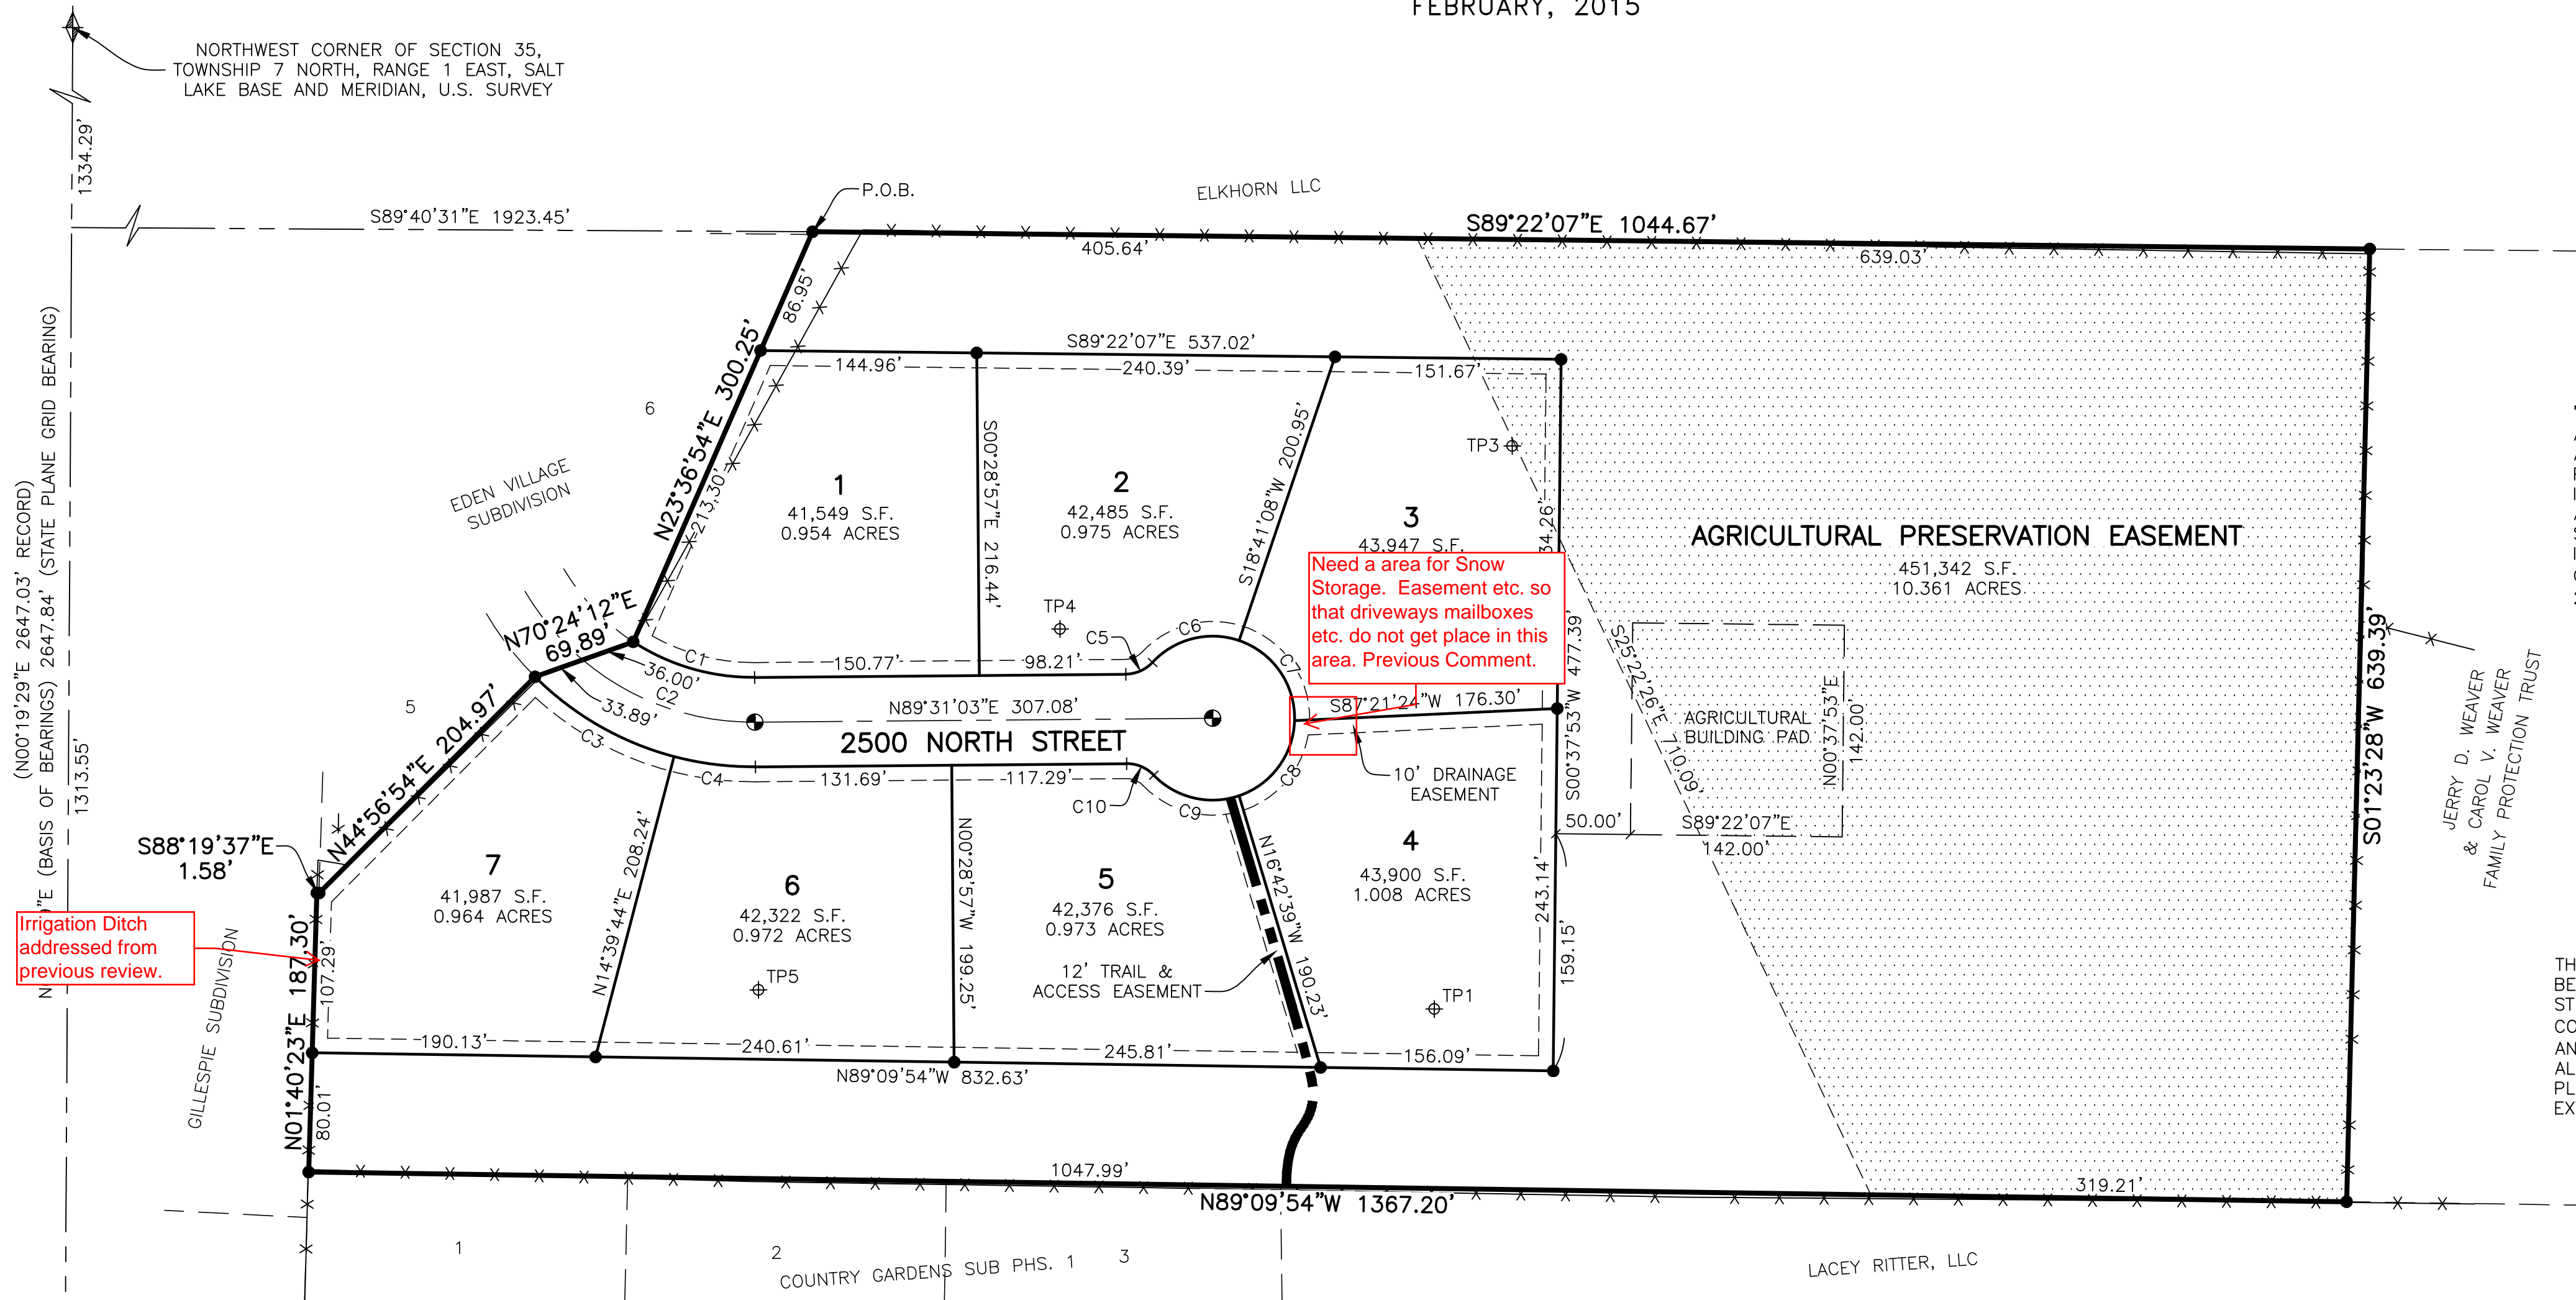 FEBRUARY, 2015
NORTHWEST CORNER OF SECTION 35,
TOWNSHIP 7 NORTH, RANGE 1 EAST, SALT
LAKE BASE AND MERIDIAN, U.S. SURVEY
1334.29'
P.O.B.
ELKHORN LLC
S89°40'31"E 1923.45'
S89°22'07"E 1044.67'
405.64'
639.03'
86.95'
S89°22'07"E 537.02'
144.96'
240.39'
151.67'
N23°36'54"E 300.25'
213.30'
6
EDEN VILLAGE
SUBDIVISION
5
(N00°19'29"E 2647.03' RECORD)
"E (BASIS OF BEARINGS) 2647.84' (STATE PLANE GRID BEARING)
1313.55'
1
41,549 S.F.
0.954 ACRES
S00°28'57"E 216.44'
2
42,485 S.F.
0.975 ACRES
S18°41'08"W 200.95'
TP3
3
43,947 S.F.
34.26'
Need a area for Snow
Storage. Easement etc. so
that driveways mailboxes
etc. do not get place in this
area. Previous Comment.
AGRICULTURAL PRESERVATION EASEMENT
451,342 S.F.
10.361 ACRES
TP4
N70°24'12"E
69.89'
36.00'
33.89'
C1
C2
C3
C4
C5
C6
C7
C8
C9
C10
150.77'
98.21'
N89°31'03"E 307.08'
2500 NORTH STREET
131.69'
117.29'
S87°21'24"W 176.30'
S00°37'53"W 477.39'
10' DRAINAGE
EASEMENT
S25°22'26"E 710.09'
AGRICULTURAL
BUILDING PAD
N00°37'53"E
142.00'
50.00'
S89°22'07"E
142.00'
S01°23'28"W 639.39'
JERRY D. WEAVER
& CAROL V. WEAVER
FAMILY PROTECTION TRUST
N44°56'54"E 204.97'
S88°19'37"E
1.58'
7
41,987 S.F.
0.964 ACRES
N14°39'44"E 208.24'
6
42,322 S.F.
0.972 ACRES
TP5
N00°28'57"W 199.25'
5
42,376 S.F.
0.973 ACRES
12' TRAIL &
ACCESS EASEMENT
N16°42'39"W 190.23'
4
43,900 S.F.
1.008 ACRES
TP1
243.14'
159.15'
Irrigation Ditch
addressed from
previous review.
GILLESPIE SUBDIVISION
N01°40'23"E 187.30'
107.29'
80.01'
190.13'
240.61'
245.81'
156.09'
N89°09'54"W 832.63'
1047.99'
N89°09'54"W 1367.20'
319.21'
1
2
3
COUNTRY GARDENS SUB PHS. 1
LACEY RITTER, LLC
TH
BE
ST
CO
AN
AL
PL
EX